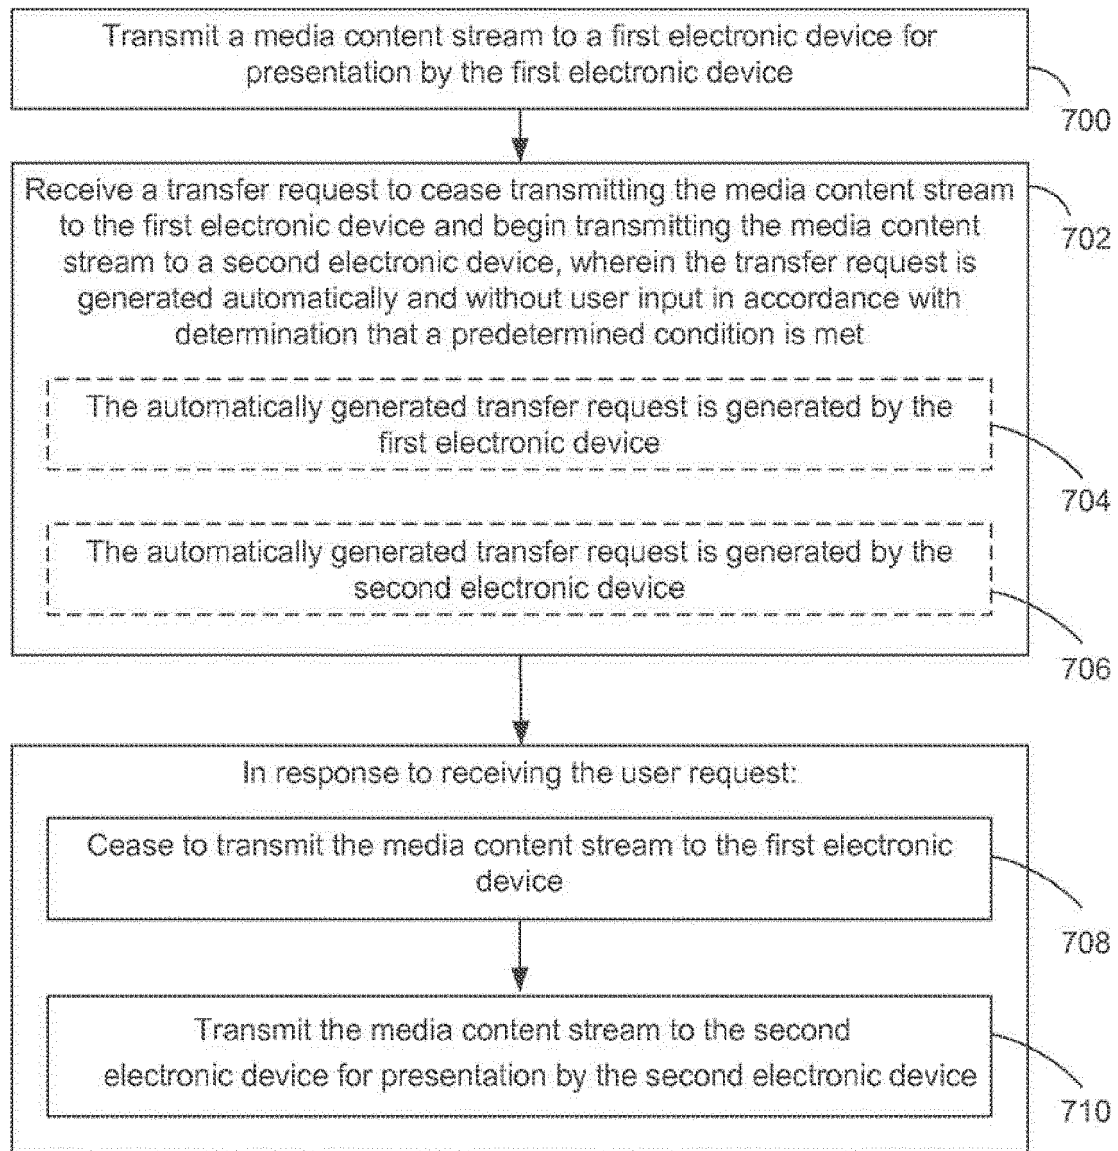 Transmit a media content stream to a first electronic device for
presentation by the first electronic device
700
Receive a transfer request to cease transmitting the media content stream
to the first electronic device and begin transmitting the media content
stream to a second electronic device, wherein the transfer request is
generated automatically and without user input in accordance with
determination that a predetermined condition is met
702
The automatically generated transfer request is generated by the
first electronic device
704
The automatically generated transfer request is generated by the
second electronic device
706
In response to receiving the user request:
Cease to transmit the media content stream to the first electronic
device
708
Transmit the media content stream to the second
electronic device for presentation by the second electronic device
710